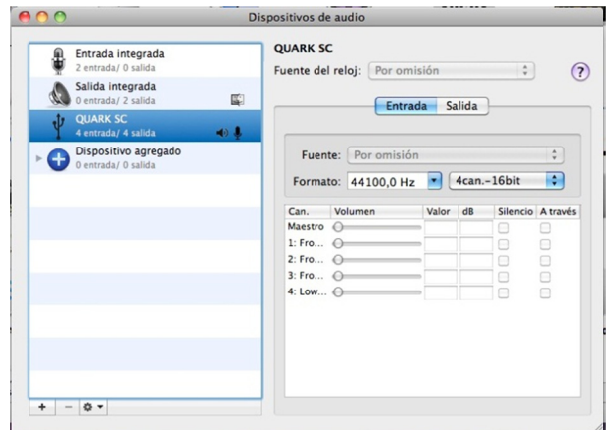 Dispositivos de audio
Entrada integrada
2 entrada/ 0 salida
Salida integrada
0 entrada/ 2 salida
QUARK SC
4 entrada/ 4 salida
Dispositivo agregado
0 entrada/ 0 salida
QUARK SC
Fuente del reloj: Por omisión
?
Entrada Salida
Fuente: Por omisión
Formato: 44100,0 Hz 4can.-16bit
Can. Volumen Valor dB Silencio A través
Maestro
1: Fro...
2: Fro...
3: Fro...
4: Low...